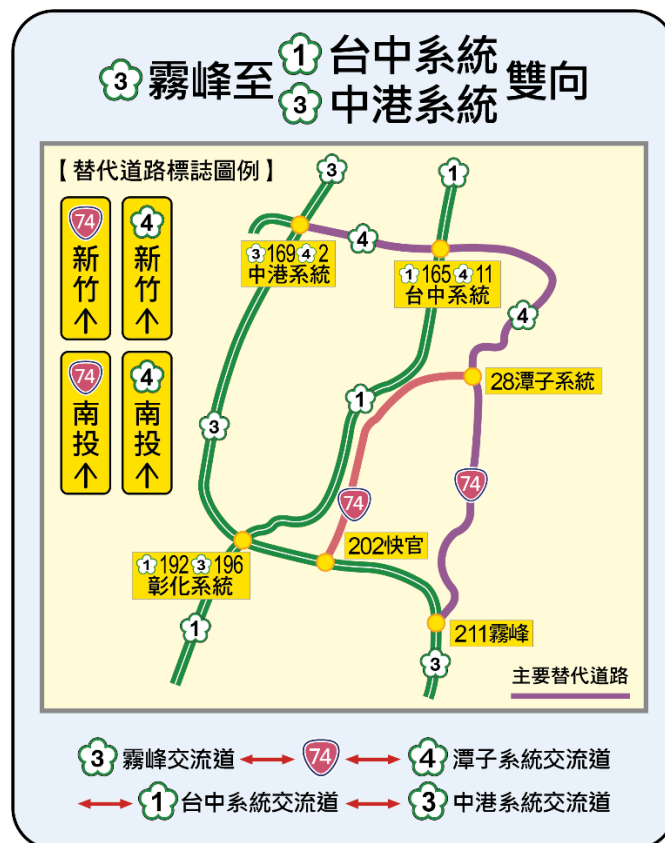 3 霧峰至 1 台中系統 3 中港系統 雙向
【替代道路標誌圖例】
74 新竹 ↑
4 新竹 ↑
74 南投 ↑
4 南投 ↑
3
1
4
3 169 4 2
中港系統
1 165 4 11
台中系統
4
28潭子系統
1
3
74
74
202快官
1 192 3 196
彰化系統
211霧峰
1
3
主要替代道路
3 霧峰交流道 ↔ 74 ↔ 4 潭子系統交流道
↔ 1 台中系統交流道 ↔ 3 中港系統交流道